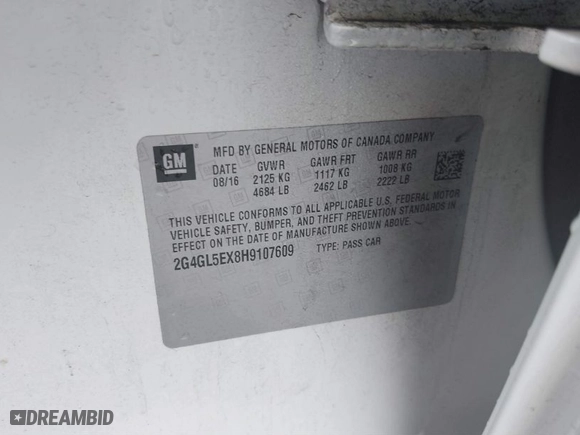 GM
MFD BY GENERAL MOTORS OF CANADA COMPANY
DATE GVWR GAWR FRT GAWR RR
08/16 2125 KG 1117 KG 1008 KG
4684 LB 2462 LB 2222 LB
THIS VEHICLE CONFORMS TO ALL APPLICABLE U.S. FEDERAL MOTOR
VEHICLE SAFETY, BUMPER, AND THEFT PREVENTION STANDARDS IN
EFFECT ON THE DATE OF MANUFACTURE SHOWN ABOVE.
2G4GL5EX8H9107609 TYPE: PASS CAR
DREAMBID